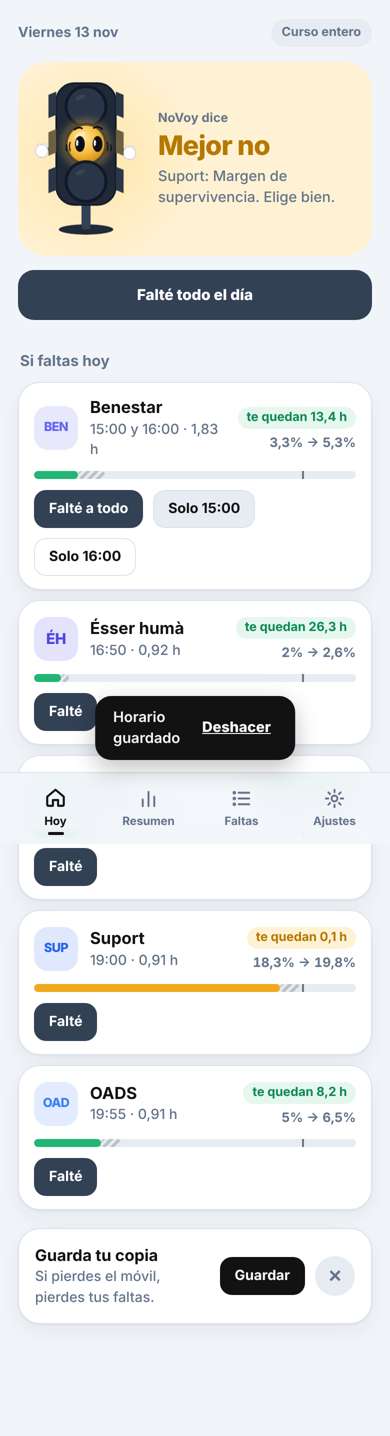 Viernes 13 nov
Curso entero
NoVoy dice
Mejor no
Suport: Margen de
supervivencia. Elige bien.
Falté todo el día
Si faltas hoy
BEN
Benestar
15:00 y 16:00 · 1,83
h
te quedan 13,4 h
3,3% → 5,3%
Falté a todo
Solo 15:00
Solo 16:00
ÉH
Ésser humà
16:50 · 0,92 h
te quedan 26,3 h
2% → 2,6%
Falté
Horario
guardado
Deshacer
Hoy
Resumen
Faltas
Ajustes
Falté
SUP
Suport
19:00 · 0,91 h
te quedan 0,1 h
18,3% → 19,8%
Falté
OAD
OADS
19:55 · 0,91 h
te quedan 8,2 h
5% → 6,5%
Falté
Guarda tu copia
Si pierdes el móvil,
pierdes tus faltas.
Guardar
✕